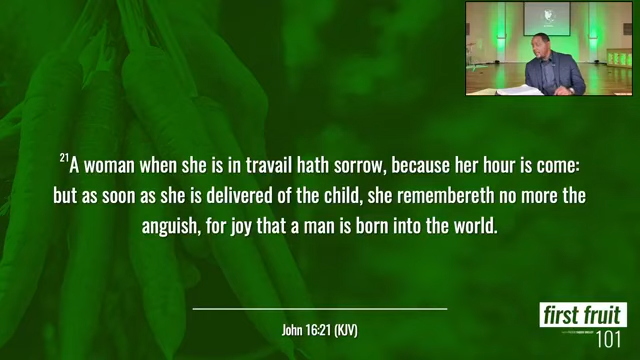 21A woman when she is in travail hath sorrow, because her hour is come:
but as soon as she is delivered of the child, she remembereth no more the
anguish, for joy that a man is born into the world.
John 16:21 (KJV)
first fruit
101